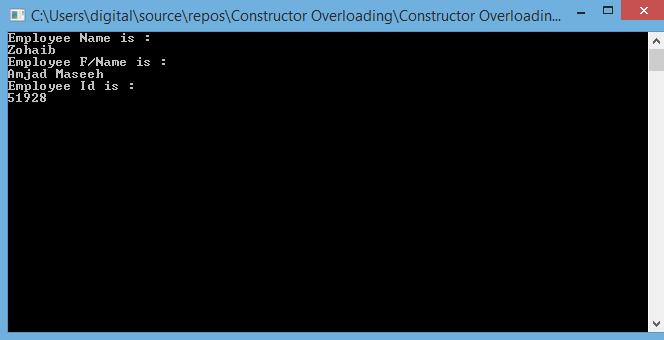 C:\Users\digital\source\repos\Constructor Overloading\Constructor Overloadin...
Employee Name is :
Zohaib
Employee F/Name is :
Amjad Maseeh
Employee Id is :
51928